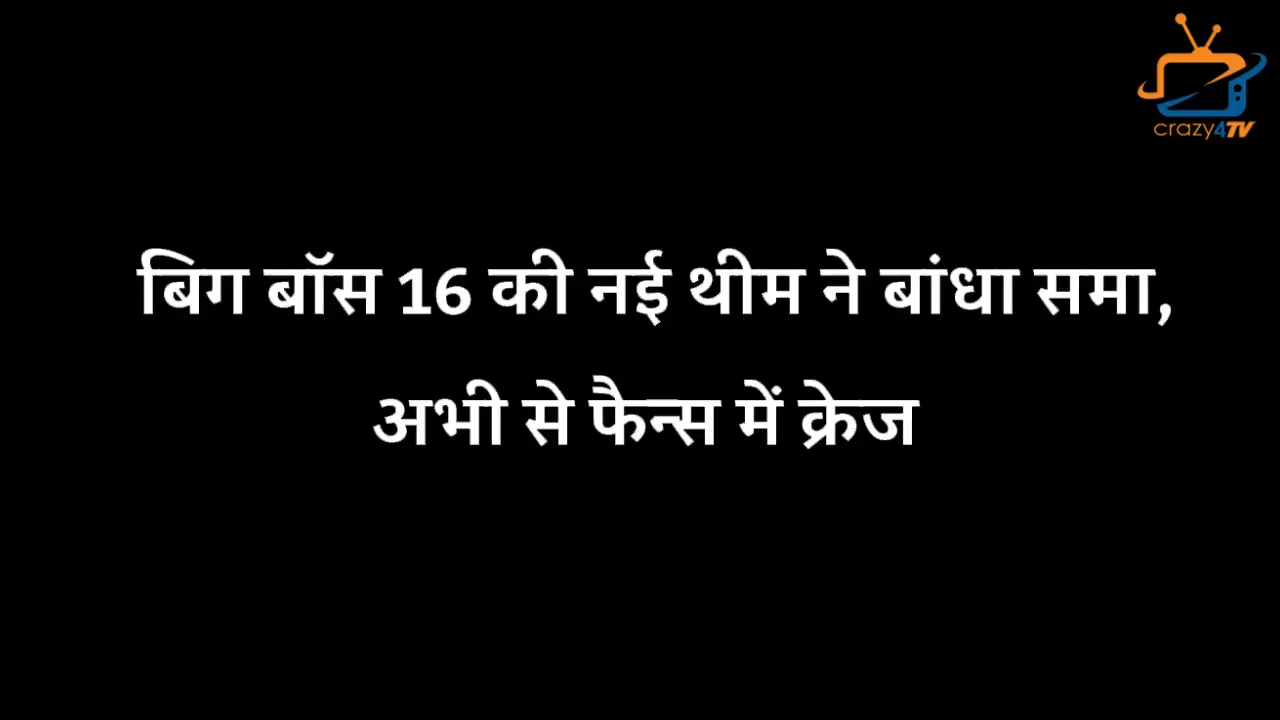 crazy4TV
बिग बॉस 16 की नई थीम ने बांधा समा,
अभी से फैन्स में क्रेज